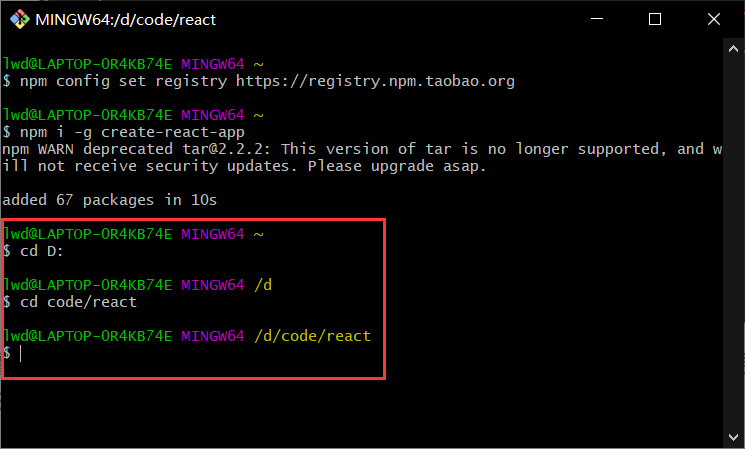 MINGW64:/d/code/react
lwd@LAPTOP-OR4KB74E MINGW64 ~
$ npm config set registry https://registry.npm.taobao.org
lwd@LAPTOP-OR4KB74E MINGW64 ~
$ npm i -g create-react-app
npm WARN deprecated tar@2.2.2: This version of tar is no longer supported, and w
ill not receive security updates. Please upgrade asap.
added 67 packages in 10s
lwd@LAPTOP-OR4KB74E MINGW64 ~
$ cd D:
lwd@LAPTOP-OR4KB74E MINGW64 /d
$ cd code/react
lwd@LAPTOP-OR4KB74E MINGW64 /d/code/react
$